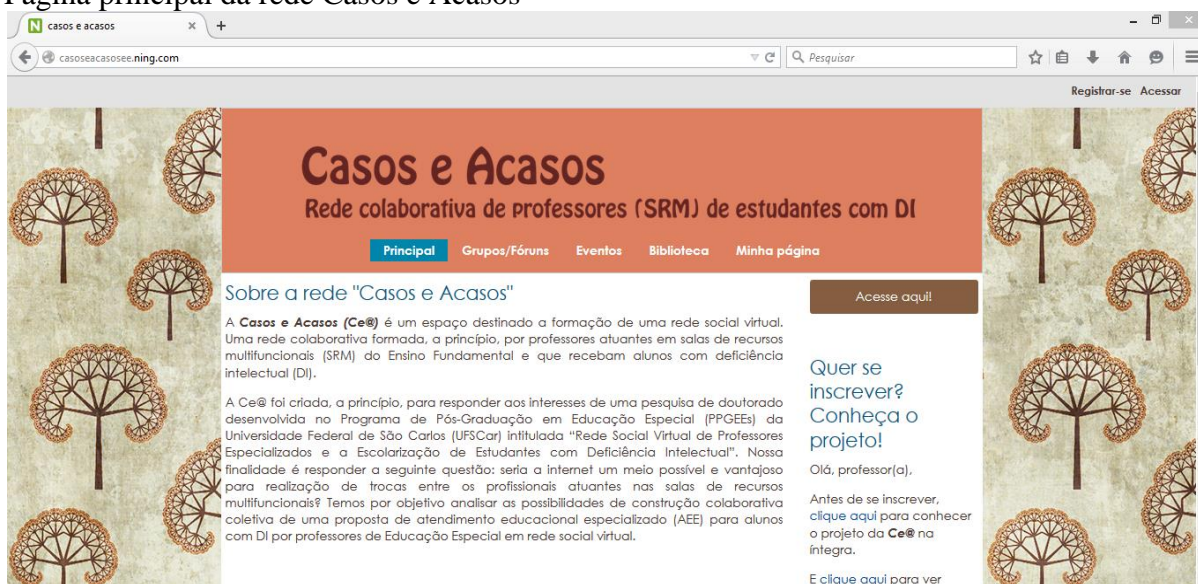 Página principal da rede Casos e Acasos
casos e acasos
casoseacasosee.ning.com
Pesquisar
Registrar-se Acessar
Casos e Acasos
Rede colaborativa de professores (SRM) de estudantes com DI
Principal Grupos/Fóruns Eventos Biblioteca Minha página
Sobre a rede "Casos e Acasos"
A Casos e Acasos (Ce@) é um espaço destinado a formação de uma rede social virtual.
Uma rede colaborativa formada, a princípio, por professores atuantes em salas de recursos
multifuncionais (SRM) do Ensino Fundamental e que recebam alunos com deficiência
intelectual (DI).
A Ce@ foi criada, a princípio, para responder aos interesses de uma pesquisa de doutorado
desenvolvida no Programa de Pós-Graduação em Educação Especial (PPGEEs) da
Universidade Federal de São Carlos (UFSCar) intitulada “Rede Social Virtual de Professores
Especializados e a Escolarização de Estudantes com Deficiência Intelectual”. Nossa
finalidade é responder a seguinte questão: seria a internet um meio possível e vantajoso
para realização de trocas entre os profissionais atuantes nas salas de recursos
multifuncionais? Temos por objetivo analisar as possibilidades de construção colaborativa
coletiva de uma proposta de atendimento educacional especializado (AEE) para alunos
com DI por professores de Educação Especial em rede social virtual.
Acesse aqui!
Quer se
inscrever?
Conheça o
projeto!
Olá, professor(a),
Antes de se inscrever,
clique aqui para conhecer
o projeto da Ce@ na
íntegra.
E clique aqui para ver